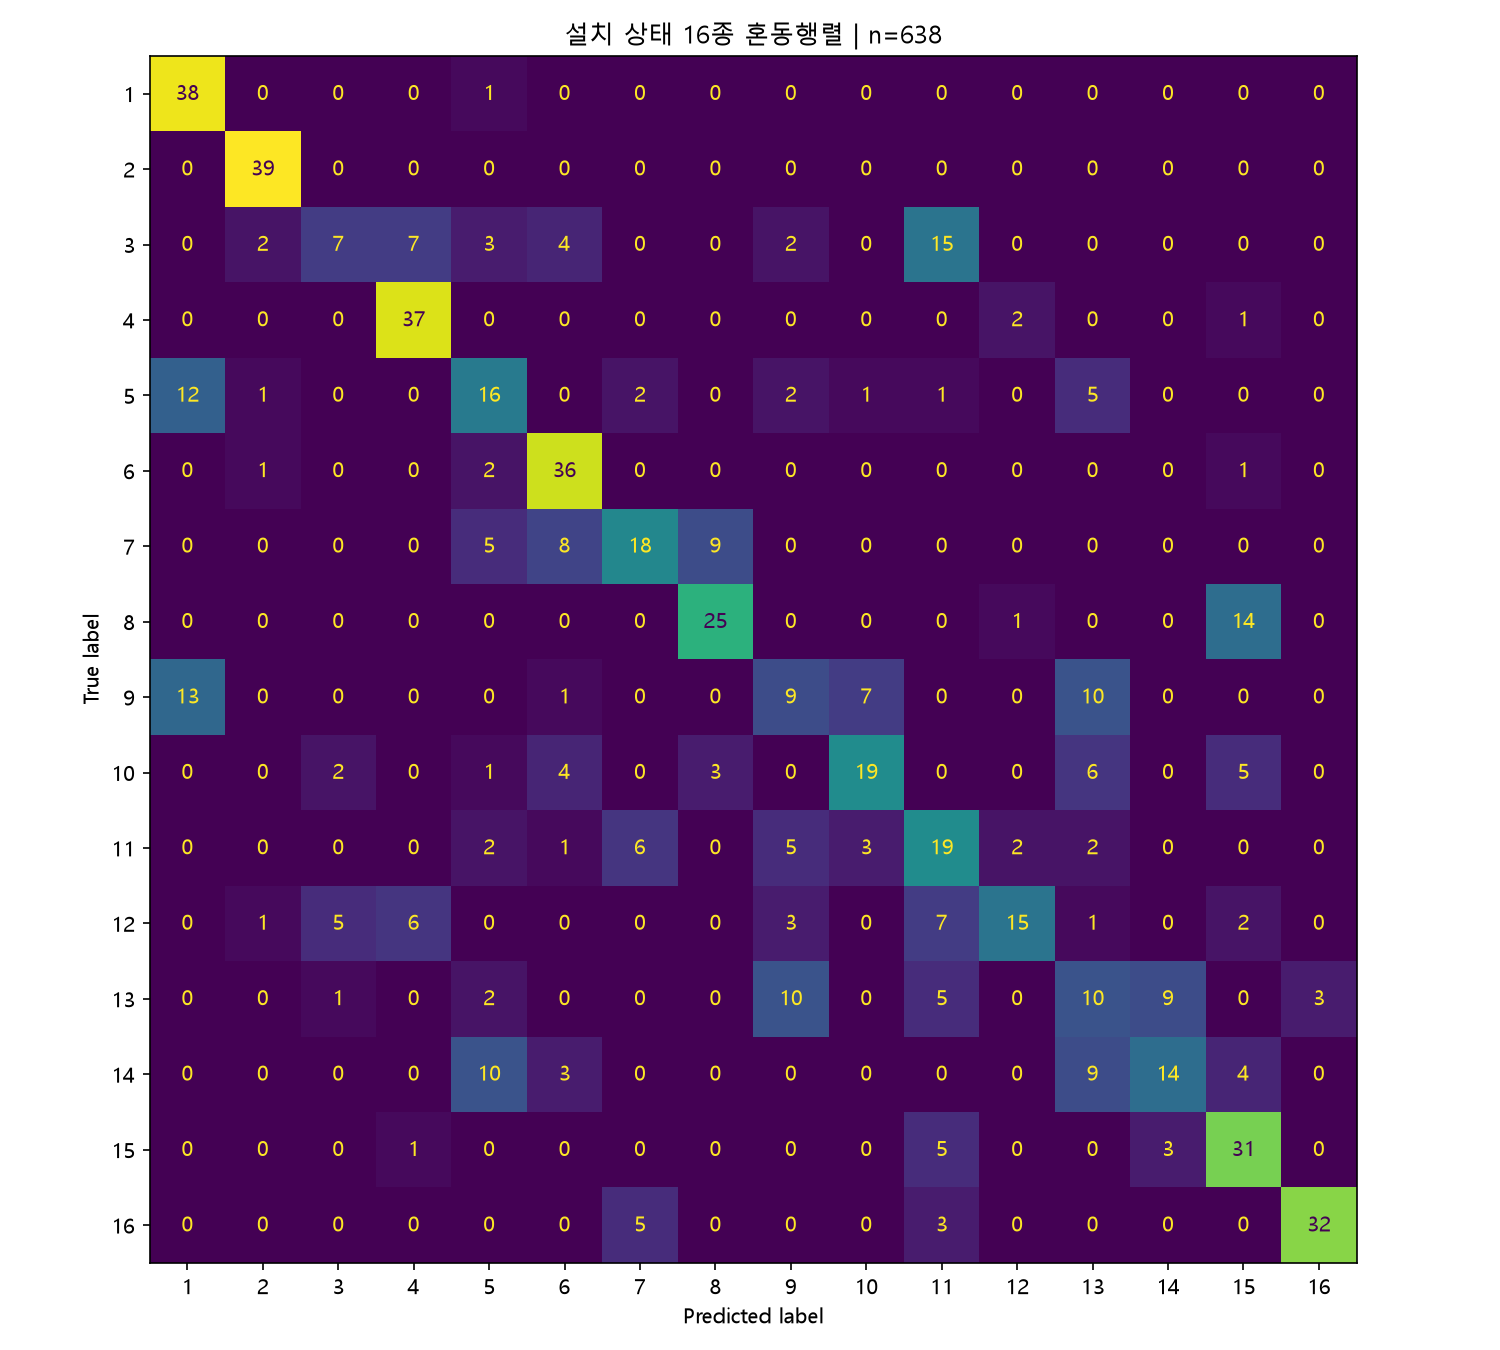 설치 상태 16종 혼동행렬 | n=638
1 38 0 0 0 1 0 0 0 0 0 0 0 0 0 0 0
2 0 39 0 0 0 0 0 0 0 0 0 0 0 0 0 0
3 0 2 7 7 3 4 0 0 2 0 15 0 0 0 0 0
4 0 0 0 37 0 0 0 0 0 0 0 2 0 0 1 0
5 12 1 0 0 16 0 2 0 2 1 1 0 5 0 0 0
6 0 1 0 0 2 36 0 0 0 0 0 0 0 0 1 0
7 0 0 0 0 5 8 18 9 0 0 0 0 0 0 0 0
8 0 0 0 0 0 0 0 25 0 0 0 1 0 0 14 0
True label
9 13 0 0 0 0 1 0 0 9 7 0 0 10 0 0 0
10 0 0 2 0 1 4 0 3 0 19 0 0 6 0 5 0
11 0 0 0 0 2 1 6 0 5 3 19 2 2 0 0 0
12 0 1 5 6 0 0 0 0 3 0 7 15 1 0 2 0
13 0 0 1 0 2 0 0 0 10 0 5 0 10 9 0 3
14 0 0 0 0 10 3 0 0 0 0 0 0 9 14 4 0
15 0 0 0 1 0 0 0 0 0 0 5 0 0 3 31 0
16 0 0 0 0 0 0 5 0 0 0 3 0 0 0 0 32
1 2 3 4 5 6 7 8 9 10 11 12 13 14 15 16
Predicted label